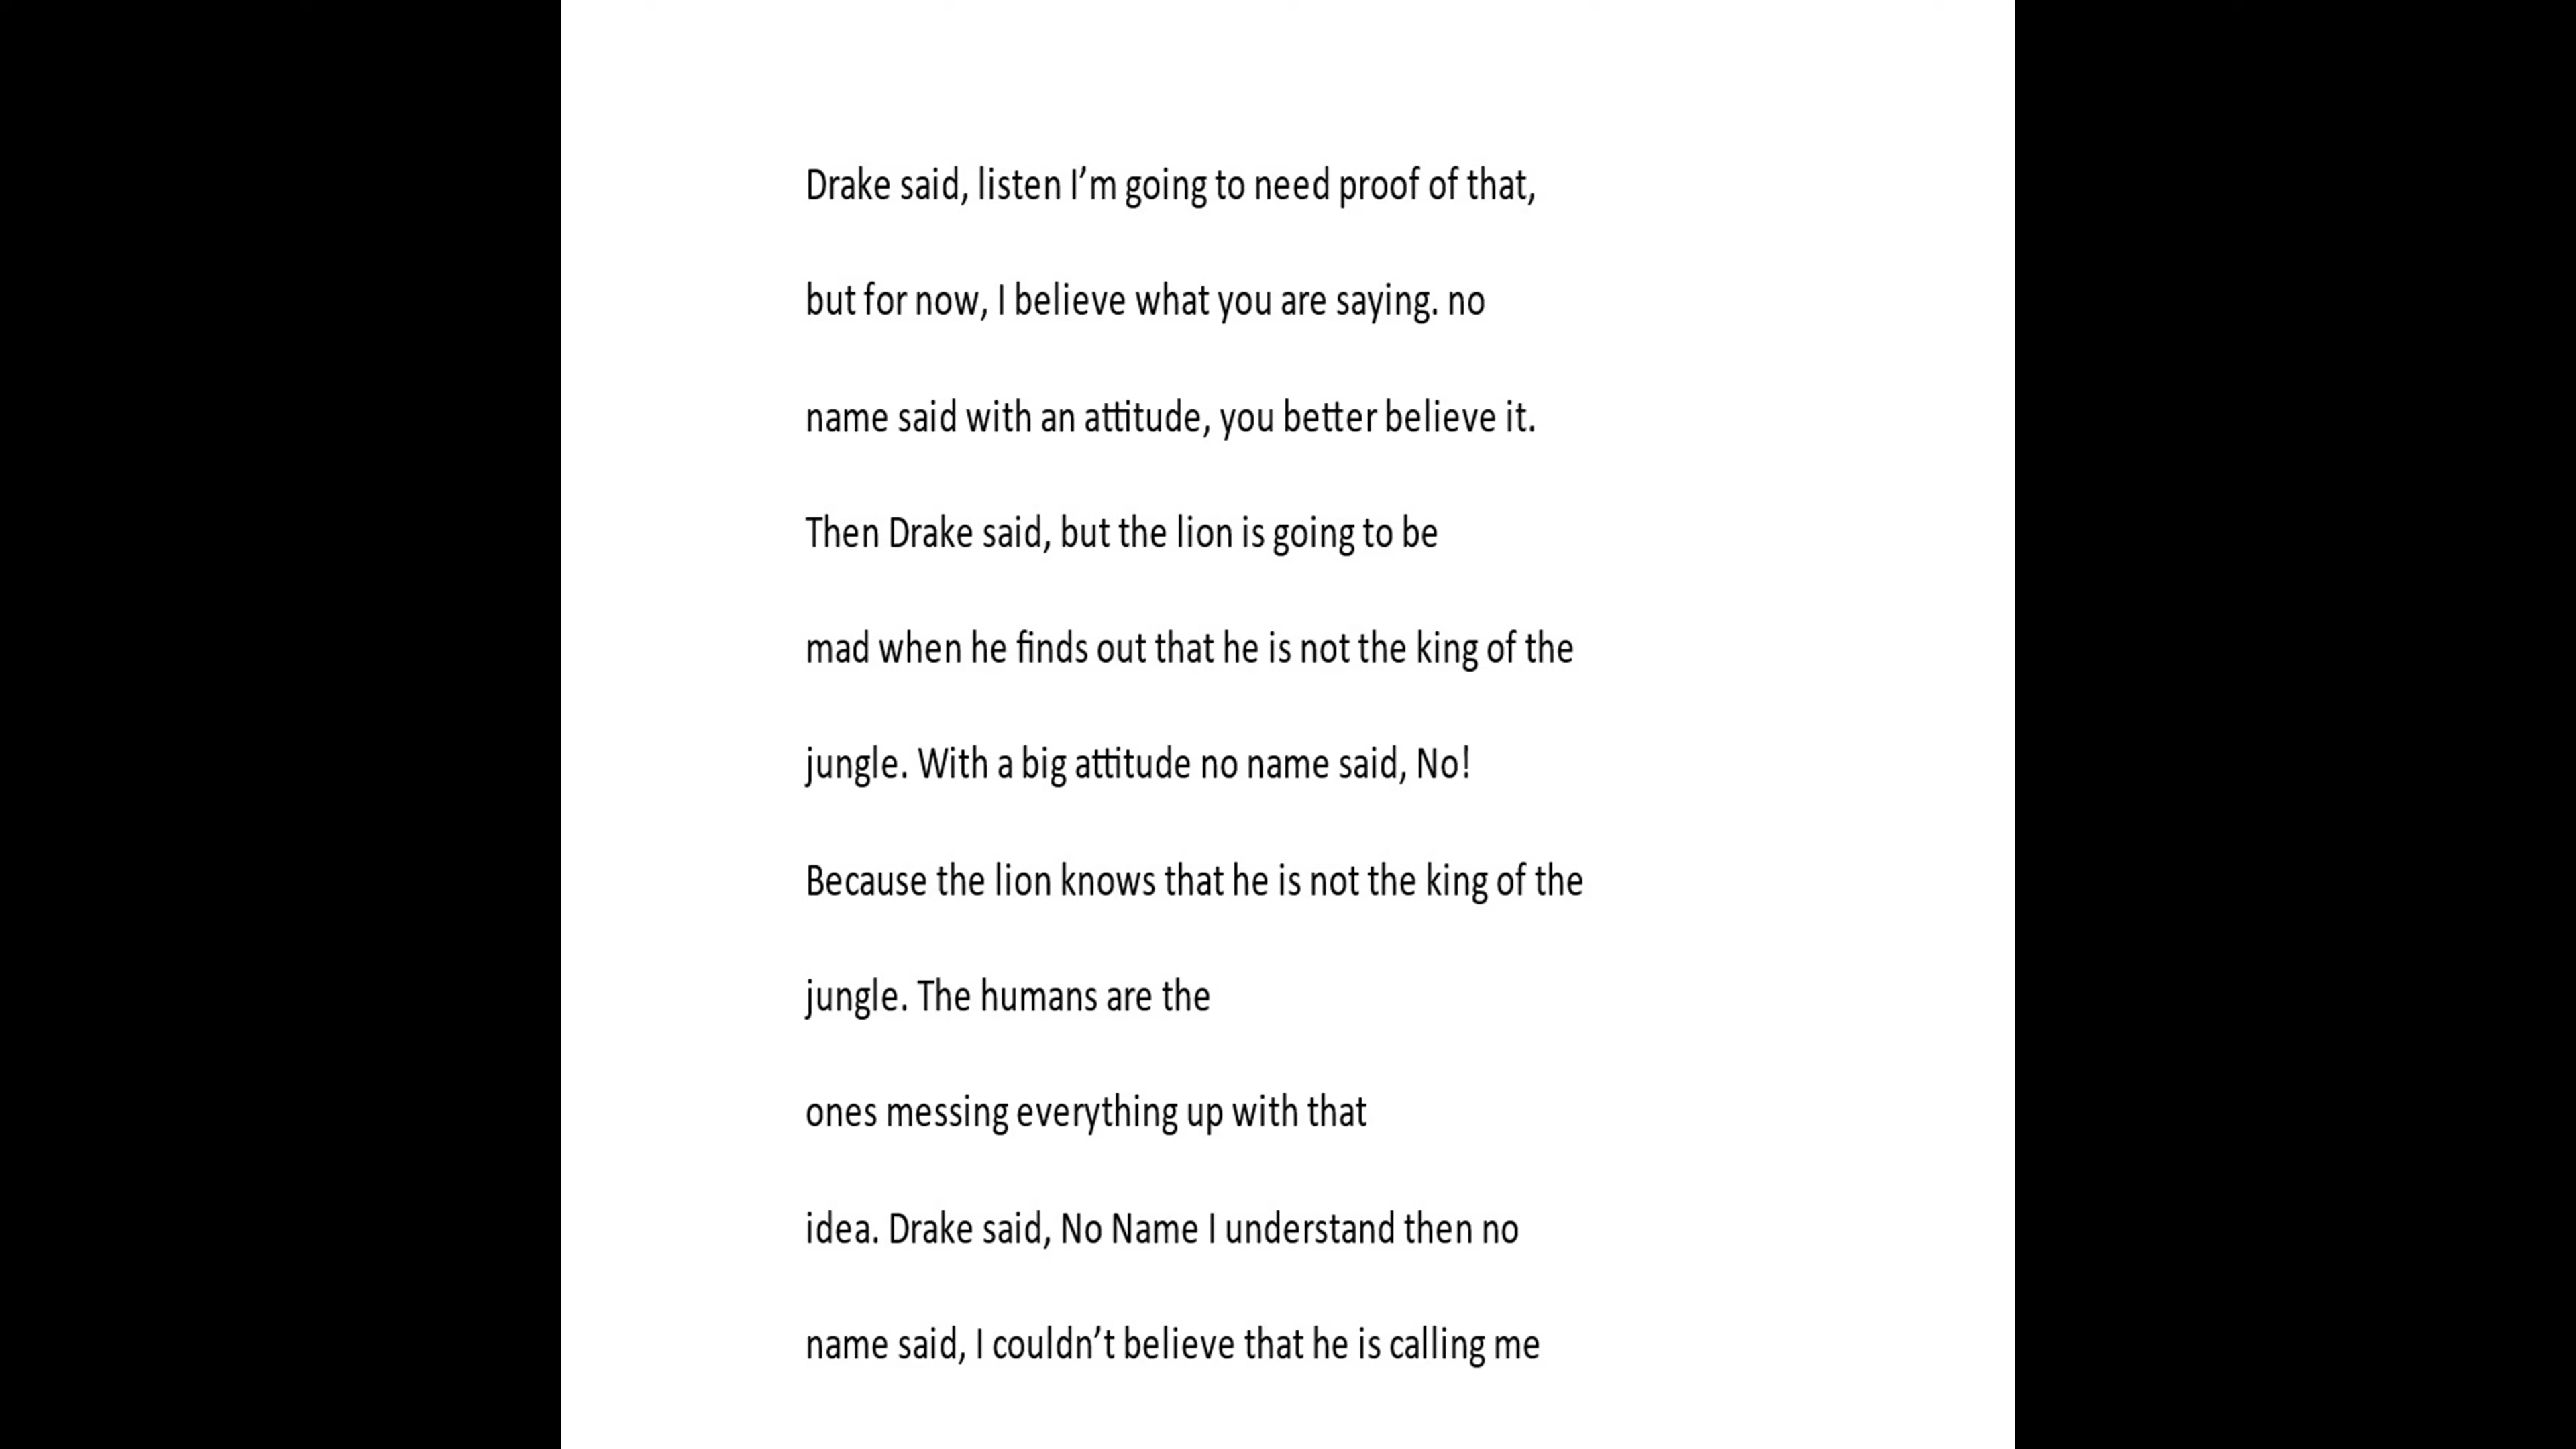 Drake said, listen I’m going to need proof of that,
but for now, I believe what you are saying. no
name said with an attitude, you better believe it.
Then Drake said, but the lion is going to be
mad when he finds out that he is not the king of the
jungle. With a big attitude no name said, No!
Because the lion knows that he is not the king of the
jungle. The humans are the
ones messing everything up with that
idea. Drake said, No Name I understand then no
name said, I couldn’t believe that he is calling me